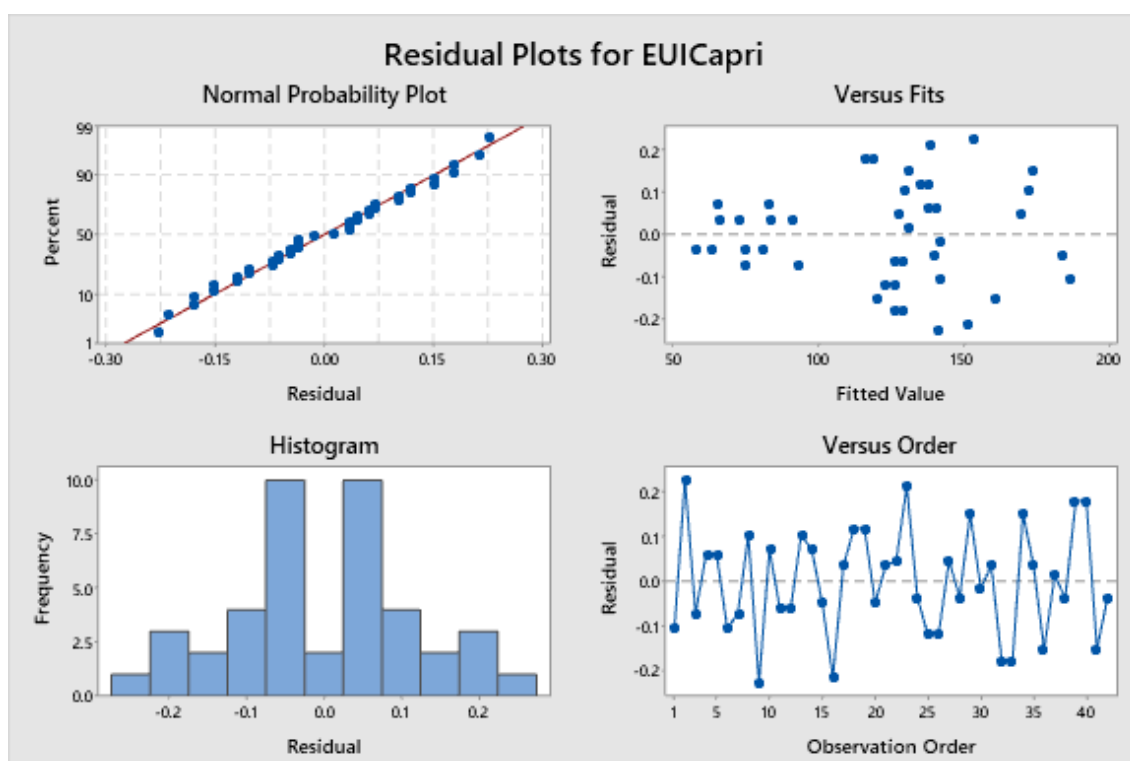 Residual Plots for EUICapri
Normal Probability Plot
99
90
50
10
1
Percent
-0.30 -0.15 0.00 0.15 0.30
Residual
Versus Fits
0.2
0.1
0.0
-0.1
-0.2
Residual
50 100 150 200
Fitted Value
Histogram
10.0
7.5
5.0
2.5
0.0
Frequency
-0.2 -0.1 0.0 0.1 0.2
Residual
Versus Order
0.2
0.1
0.0
-0.1
-0.2
Residual
1 5 10 15 20 25 30 35 40
Observation Order